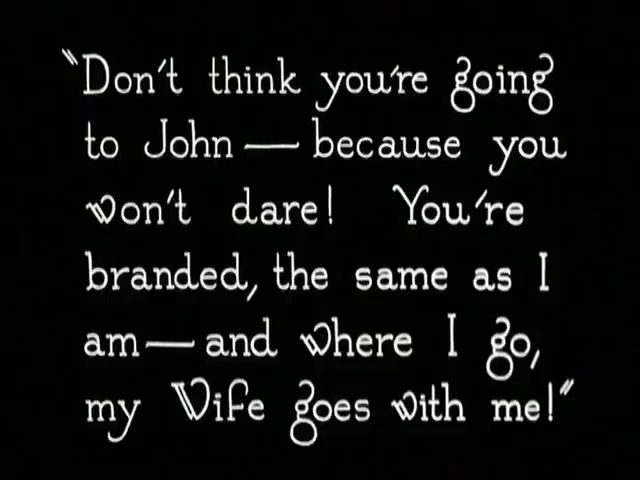 "Don't think you're going
to John — because you
won't dare! You're
branded, the same as I
am — and where I go,
my Wife goes with me!"